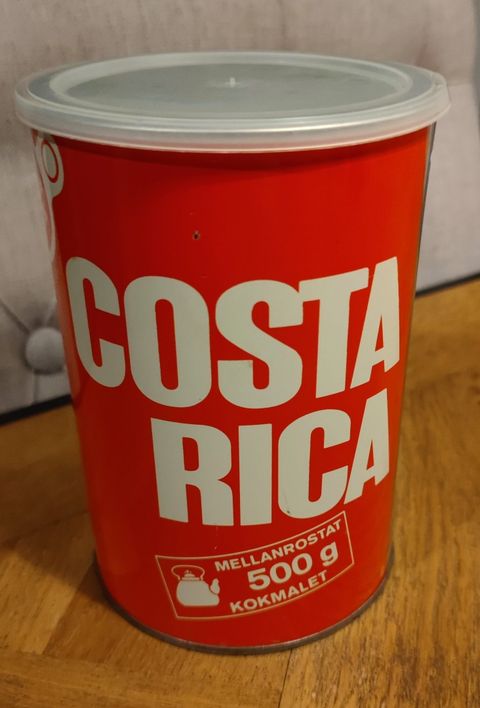 COSTA
RICA
MELLANROSTAT
500 g
KOKMALET